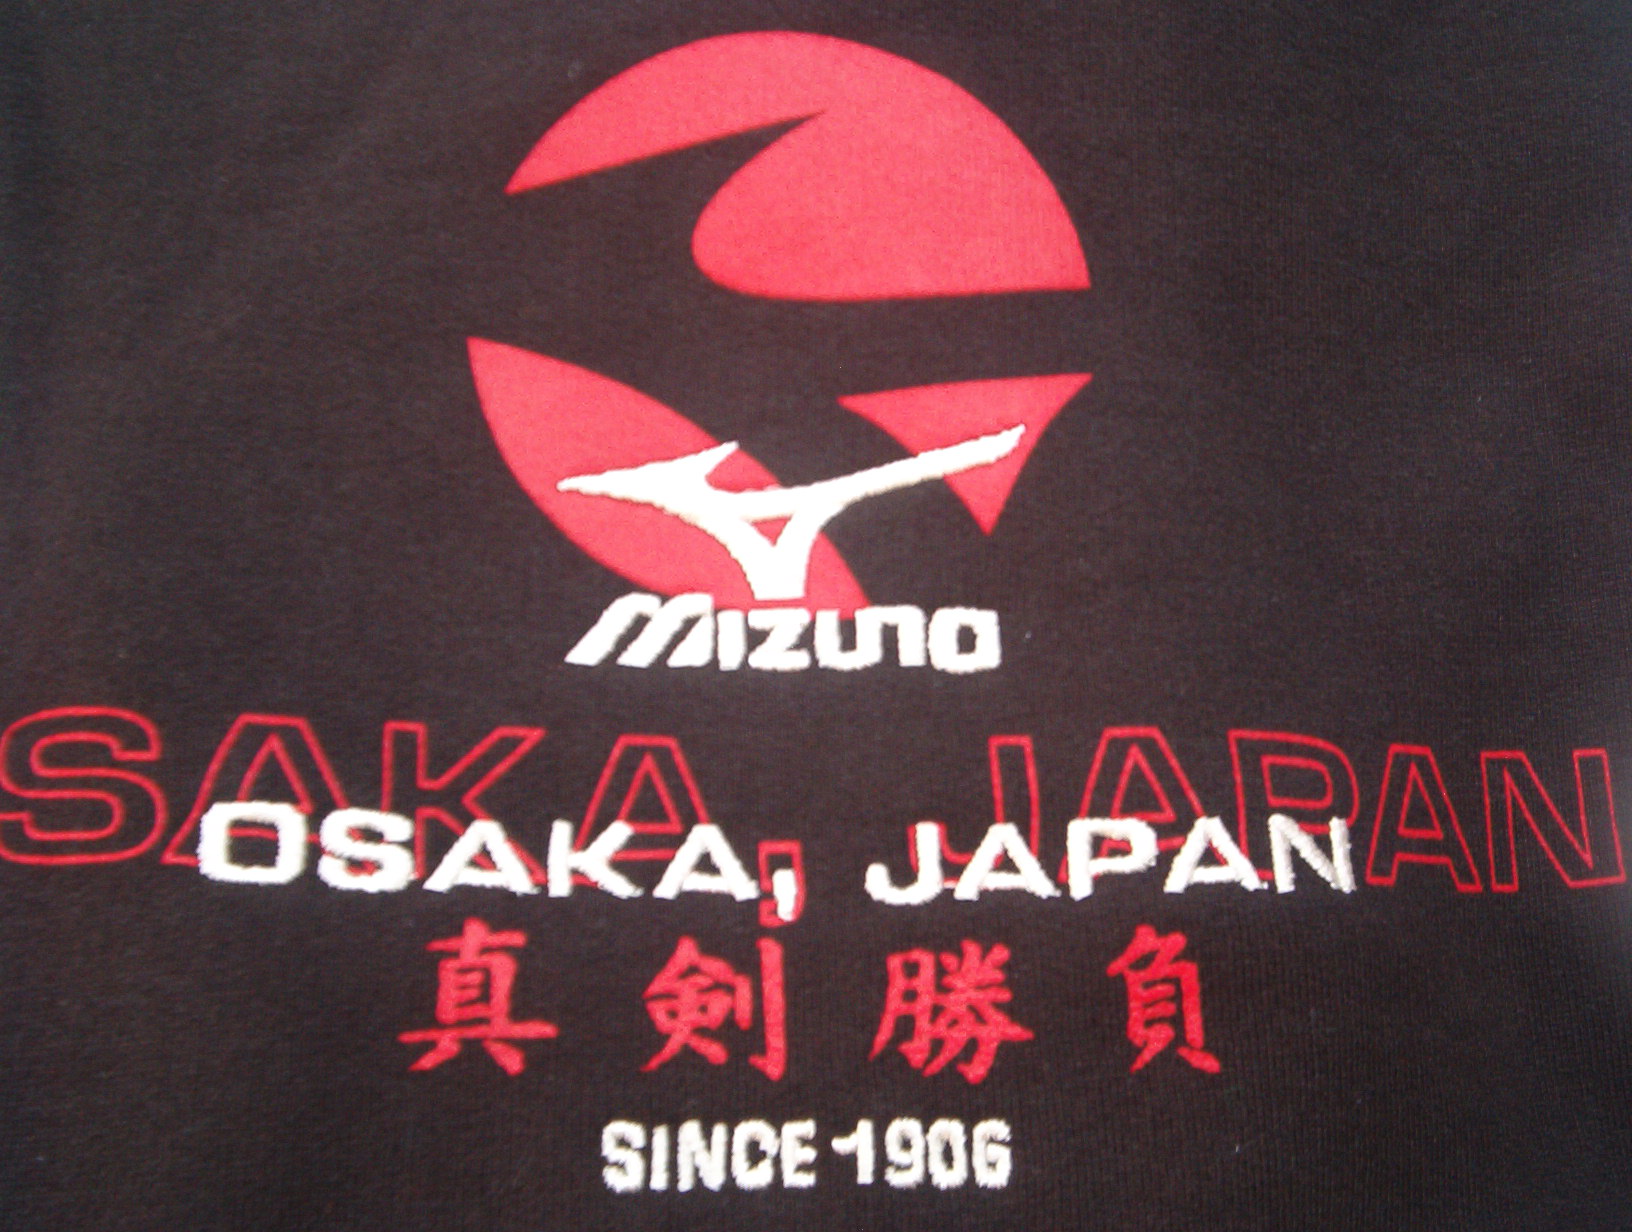 mizuno
SAKA, JAPAN
OSAKA, JAPAN
真剣勝負
SINCE 1906